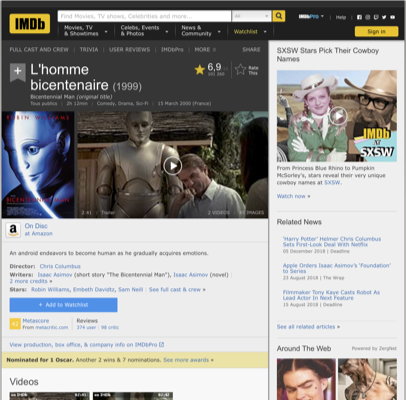 IMDb
Find Movies, TV shows, Celebrities and more...
All
IMDbPro
Help
Movies, TV
& Showtimes
Celebs, Events
& Photos
News &
Community
Watchlist
Sign in
FULL CAST AND CREW | TRIVIA | USER REVIEWS | IMDbPro | MORE
SHARE
L'homme
bicentenaire (1999)
Bicentennial Man (original title)
Tous publics | 2h 12min | Comedy, Drama, Sci-Fi | 15 March 2000 (France)
6,9
Rate
This
ROBIN WILLIAMS
Trailer
2 VIDEOS
IMAGES
On Disc
at Amazon
An android endeavors to become human as he gradually acquires emotions.
Director: Chris Columbus
Writers: Isaac Asimov (short story "The Bicentennial Man"), Isaac Asimov (novel)
2 more credits »
Stars: Robin Williams, Embeth Davidtz, Sam Neill | See full cast & crew »
+ Add to Watchlist
Metascore
From metacritic.com
Reviews
274 user | 98 critic
View production, box office, & company info on IMDbPro
Nominated for 1 Oscar. Another 2 wins & 7 nominations. See more awards »
Videos
SXSW Stars Pick Their Cowboy
Names
IMDb
SXSW
From Princess Blue Rhino to Pumpkin
McSorley's, stars reveal their very unique
cowboy names at SXSW.
Watch now »
Related News
'Harry Potter' Helmer Chris Columbus
Sets First-Look Deal With Netflix
05 December 2018 | Deadline
Apple Orders Isaac Asimov's 'Foundation'
to Series
23 August 2018 | The Wrap
Filmmaker Tony Kaye Casts Robot As
Lead Actor In Next Feature
15 August 2018 | Deadline
See all related articles »
Around The Web
Powered by ZergNet